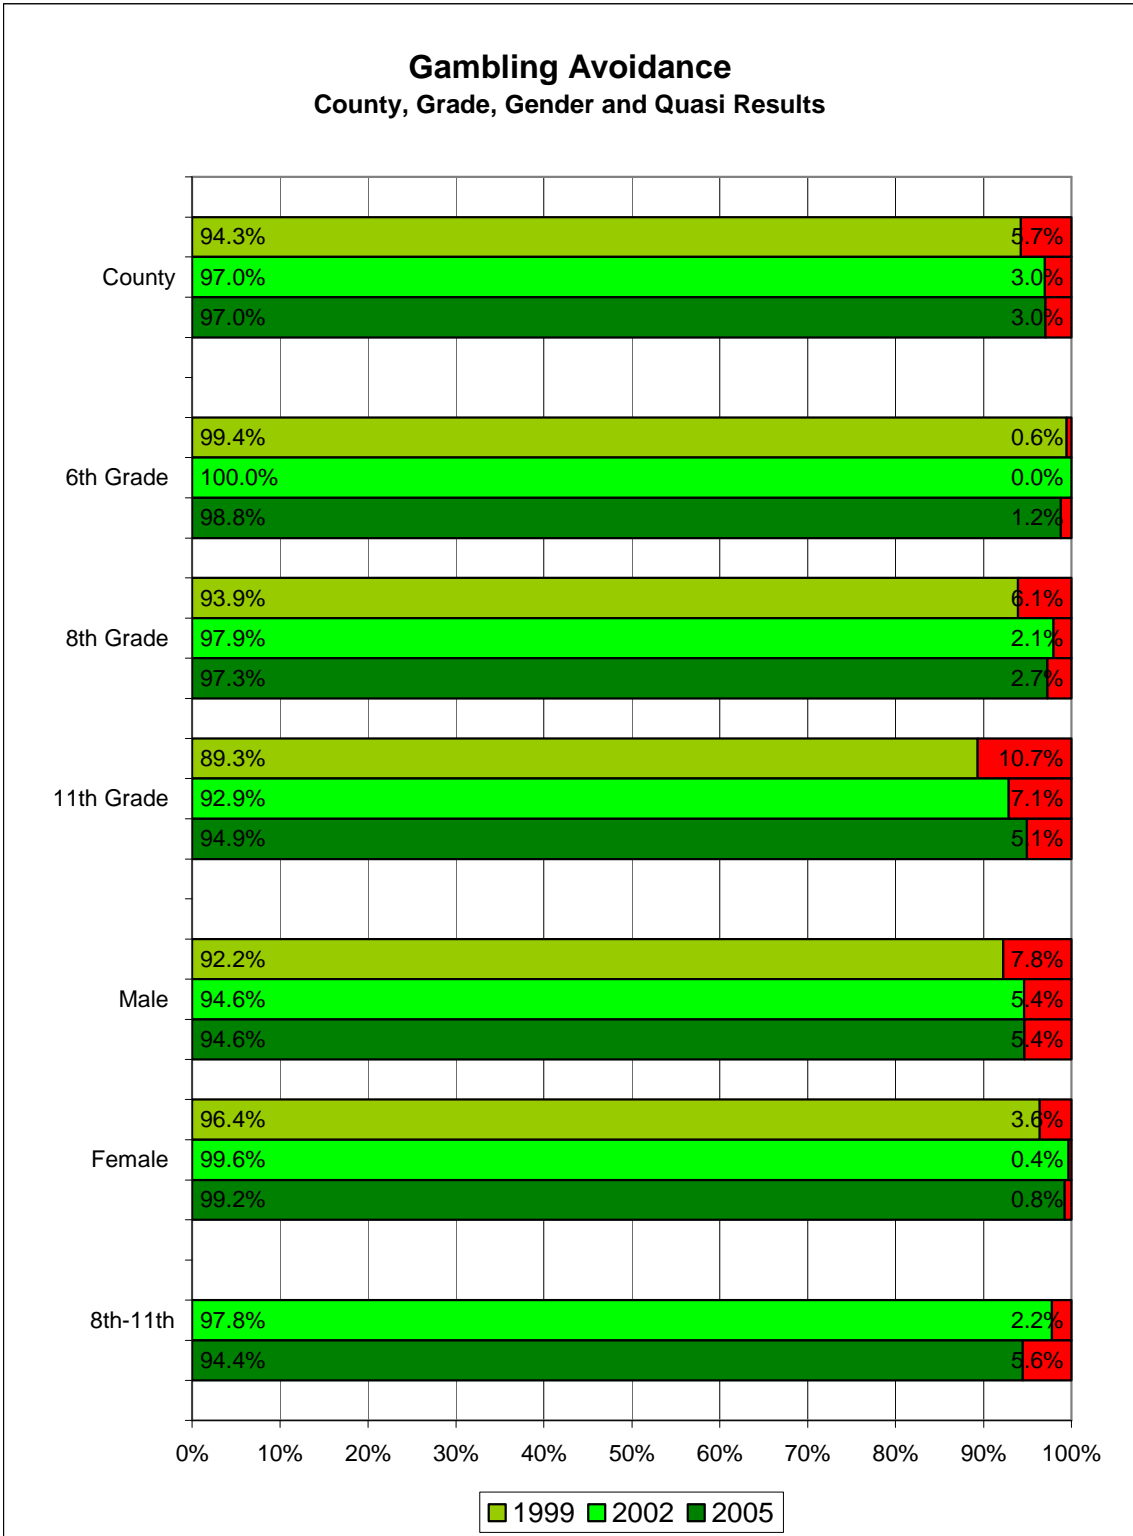 Gambling Avoidance
County, Grade, Gender and Quasi Results
94.3% 5.7%
County 97.0% 3.0%
97.0% 3.0%
99.4% 0.6%
6th Grade 100.0% 0.0%
98.8% 1.2%
93.9% 6.1%
8th Grade 97.9% 2.1%
97.3% 2.7%
89.3% 10.7%
11th Grade 92.9% 7.1%
94.9% 5.1%
92.2% 7.8%
Male 94.6% 5.4%
94.6% 5.4%
96.4% 3.6%
Female 99.6% 0.4%
99.2% 0.8%
8th-11th 97.8% 2.2%
94.4% 5.6%
0% 10% 20% 30% 40% 50% 60% 70% 80% 90% 100%
1999 2002 2005